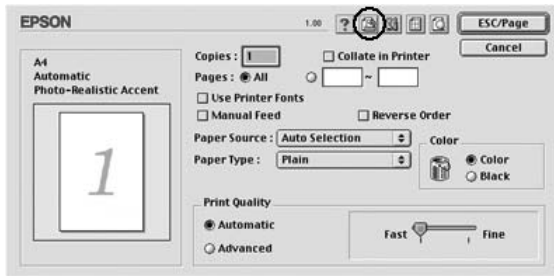 EPSON
1.00
?
ESC/Page
Cancel
A4
Automatic
Photo-Realistic Accent
1
Copies : 1
Collate in Printer
Pages : All ~
Use Printer Fonts
Manual Feed
Reverse Order
Paper Source : Auto Selection
Paper Type : Plain
Color
Color
Black
Print Quality
Automatic
Advanced
Fast
Fine